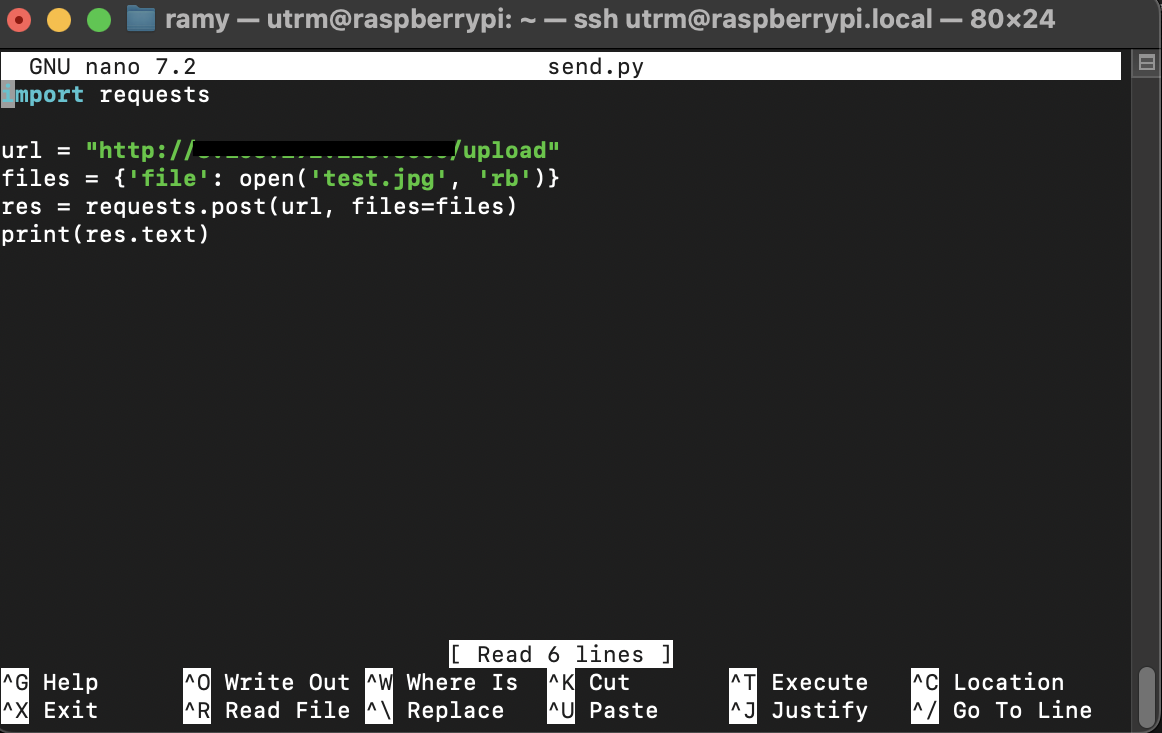 ramy — utrm@raspberrypi: ~ — ssh utrm@raspberrypi.local — 80×24
GNU nano 7.2 send.py
import requests
url = "http:///upload"
files = {'file': open('test.jpg', 'rb')}
res = requests.post(url, files=files)
print(res.text)
[ Read 6 lines ]
^G Help ^O Write Out ^W Where Is ^K Cut ^T Execute ^C Location
^X Exit ^R Read File ^\ Replace ^U Paste ^J Justify ^/ Go To Line